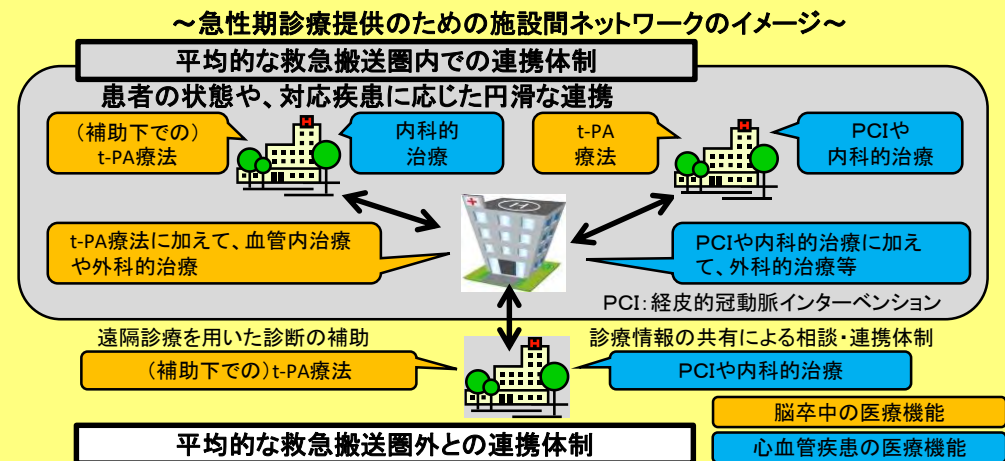 ～急性期診療提供のための施設間ネットワークのイメージ～
平均的な救急搬送圏内での連携体制
患者の状態や、対応疾患に応じた円滑な連携
(補助下での)
t-PA療法
内科的
治療
t-PA
療法
PCIや
内科的治療
H
H
H
t-PA療法に加えて、血管内治療
や外科的治療
PCIや内科的治療に加え
て、外科的治療等
PCI：経皮的冠動脈インターベンション
遠隔診療を用いた診断の補助
診療情報の共有による相談・連携体制
(補助下での)t-PA療法
H
PCIや内科的治療
平均的な救急搬送圏外との連携体制
脳卒中の医療機能
心血管疾患の医療機能